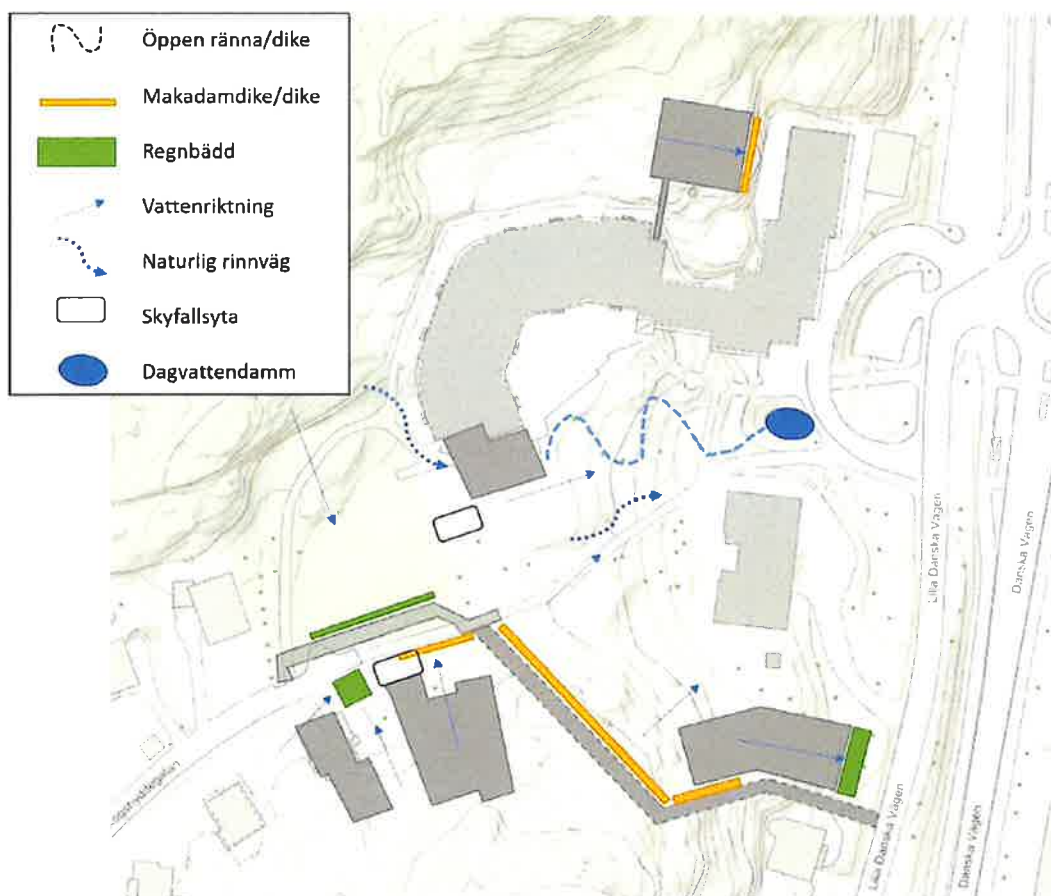 Öppen ränna/dike
Makadamdike/dike
Regnbädd
Vattenriktning
Naturlig rinnväg
Skyfallsyta
Dagvattendamm
Lilla Danska Vägen
Danska Vägen
Lilla Danska Vägen
Danska Vägen